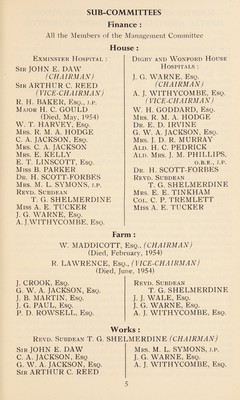 SUB-COMMITTEES
Finance :
All the Members of the Management Committee
House :
EXMINSTER HOSPITAL :
SIR JOHN E. DAW
(CHAIRMAN)
SIR ARTHUR C. REED
(VICE-CHAIRMAN)
R. H. BAKER, ESQ., J.P.
MAJOR H. C. GOULD
(Died, May, 1954)
W. T. HARVEY, ESQ.
MRS. R. M. A. HODGE
C. A. JACKSON, ESQ.
MRS. C. A. JACKSON
MRS. E. KELLY
E. T. LINSCOTT, ESQ.
MISS B. PARKER
DR. H. SCOTT-FORBES
MRS. M. L. SYMONS, J.P.
REVD. SUBDEAN
T. G. SHELMERDINE
MISS A. E. TUCKER
J. G. WARNE, ESQ.
A. J. WITHYCOMBE, ESQ.
DIGBY AND WONFORD HOUSE
HOSPITALS :
J. G. WARNE, ESQ.
(CHAIRMAN)
A. J. WITHYCOMBE, ESQ.
(VICE-CHAIRMAN)
W. H. GODDARD, ESQ.
MRS. R. M. A. HODGE
DR. E. D. IRVINE
G. W. A. JACKSON, ESQ.
MRS. J. D. R. MURRAY
ALD. H. C. PEDRICK
ALD. MRS. J. M. PHILLIPS,
O.B.E., J.P.
DR. H. SCOTT-FORBES
REVD. SUBDEAN
T. G. SHELMERDINE
MRS. E. E. TINKHAM
COL. C. P. TREMLETT
MISS A. E. TUCKER
Farm :
W. MADDICOTT, ESQ., (CHAIRMAN)
(Died, February, 1954)
R. LAWRENCE, ESQ., (VICE-CHAIRMAN)
(Died, June, 1954)
J. CROOK, ESQ.
G. W. A. JACKSON, ESQ.
J. B. MARTIN, ESQ.
J. G. PAUL, ESQ.
P. D. ROWSELL, ESQ.
REVD. SUBDEAN
T. G. SHELMERDINE
J. J. WALE, ESQ.
J. G. WARNE, ESQ.
A. J. WITHYCOMBE, ESQ.
Works :
REVD. SUBDEAN T. G. SHELMERDINE (CHAIRMAN)
SIR JOHN E. DAW
C. A. JACKSON, ESQ.
G. W. A. JACKSON, ESQ.
SIR ARTHUR C. REED
MRS. M. L. SYMONS, J.P.
J. G. WARNE, ESQ.
A. J. WITHYCOMBE, ESQ.
5